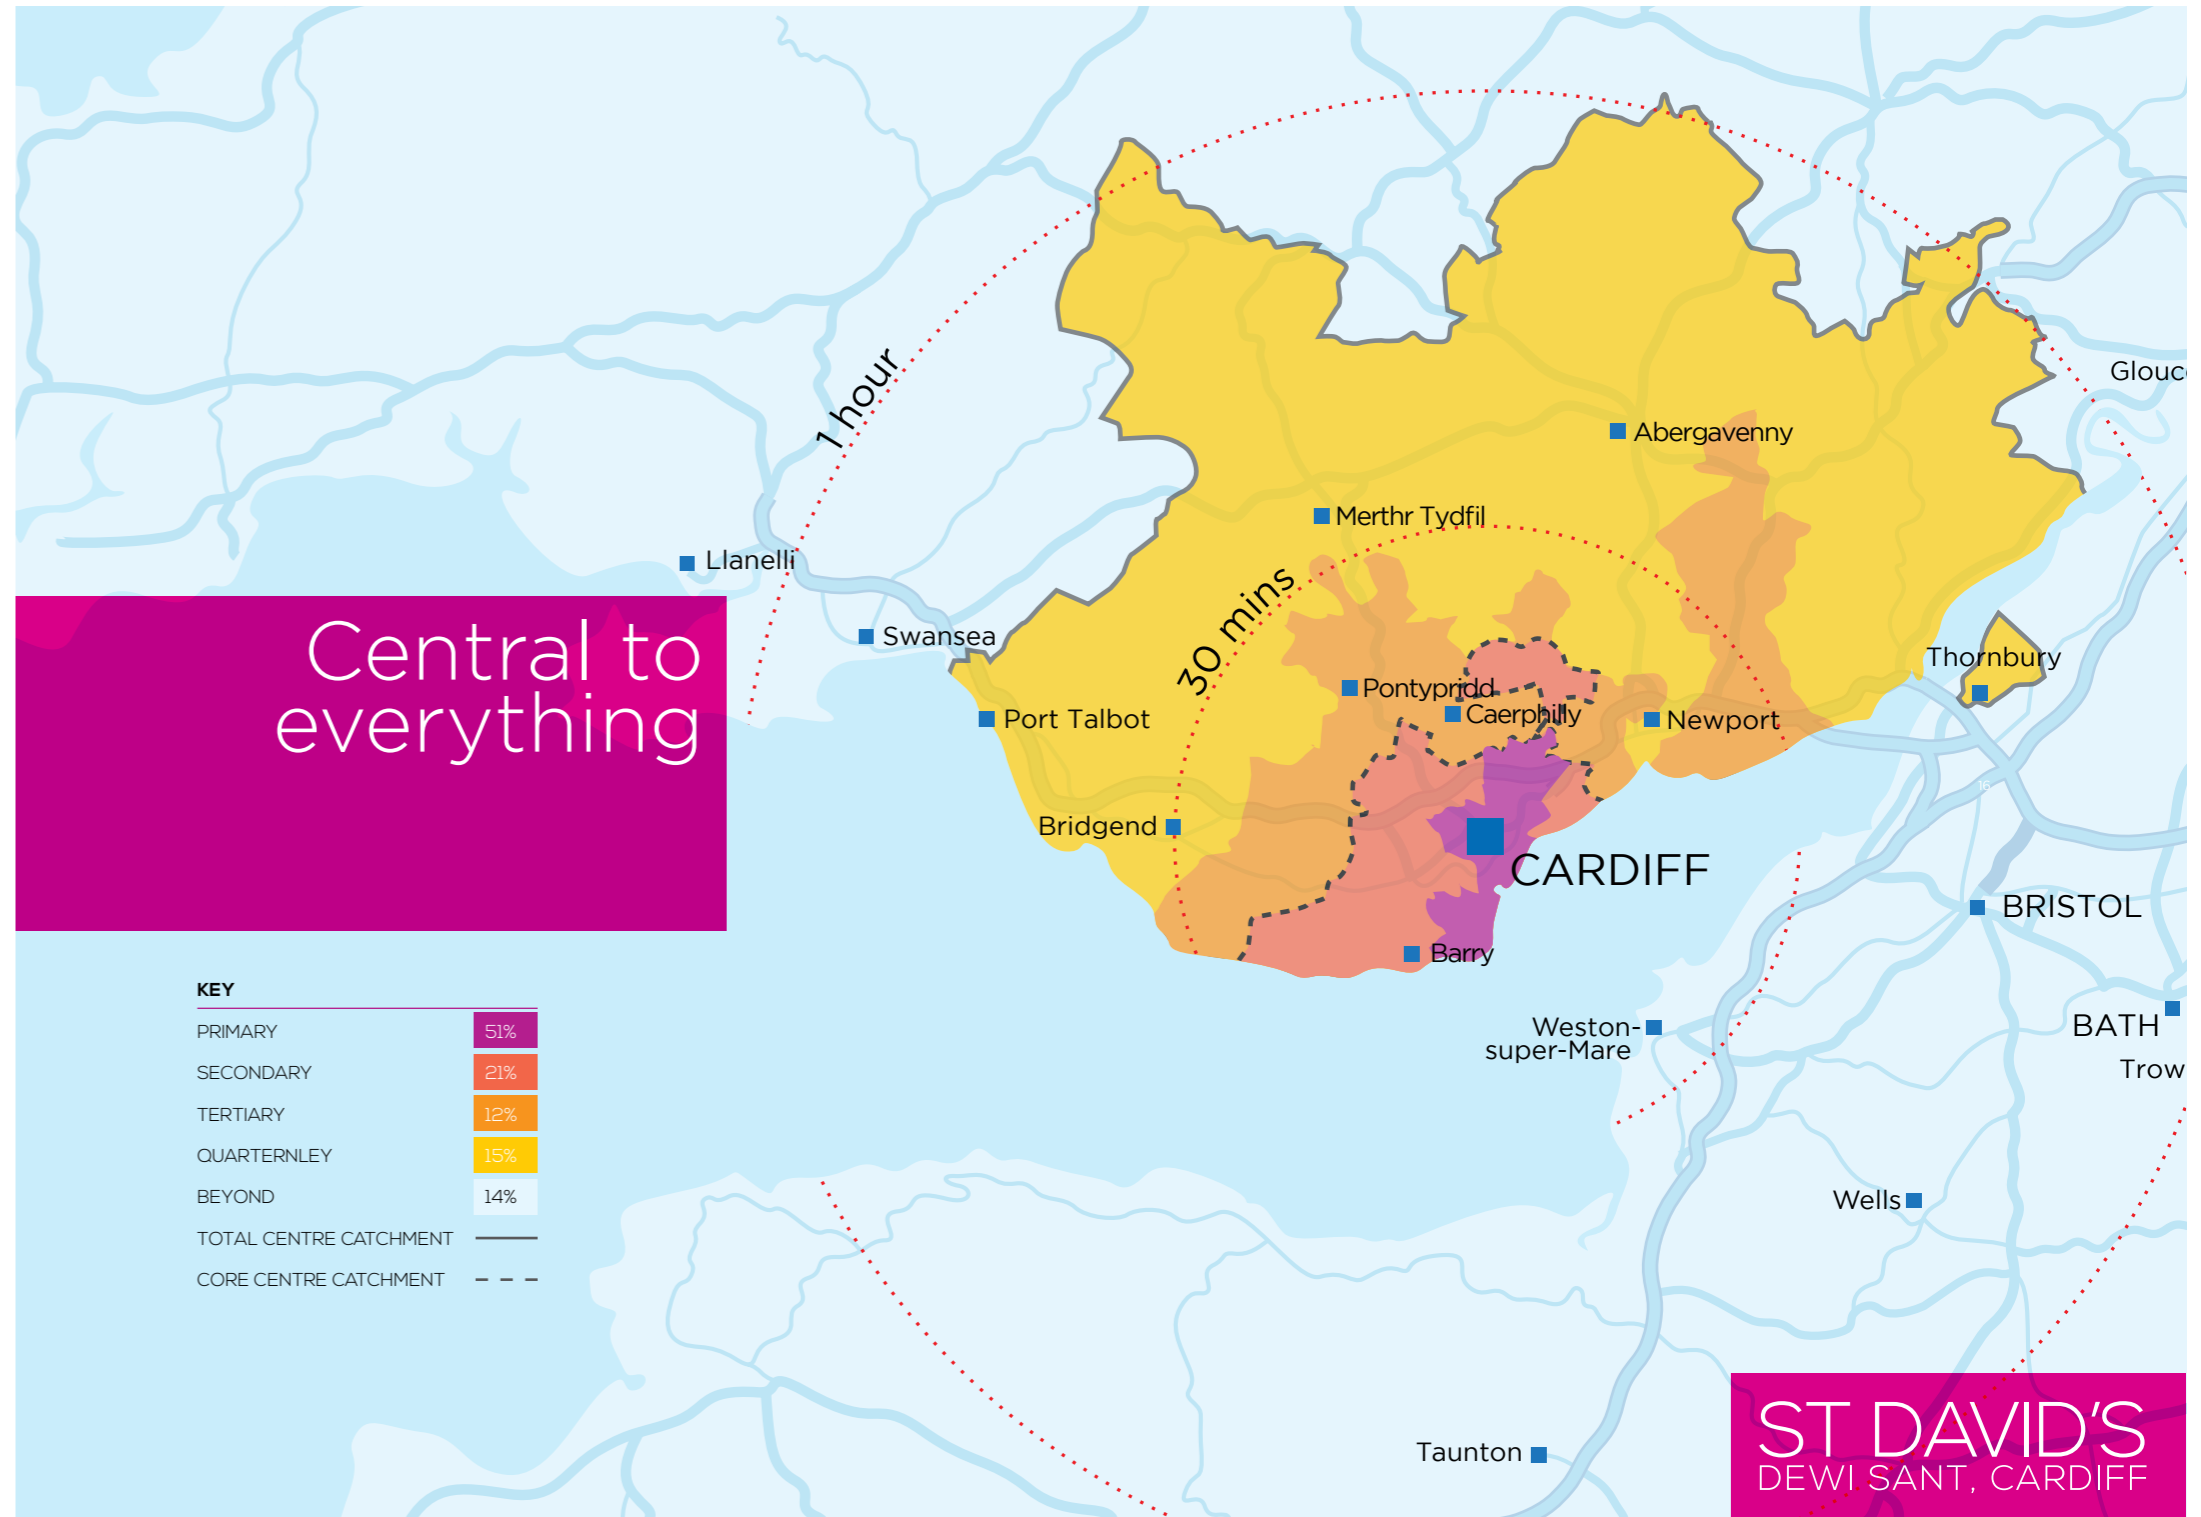 1 hour
Glouc
Abergavenny
Merthr Tydfil
Llanelli
30 mins
Central to
everything
Swansea
Thornbury
Pontypridd
Caerphilly
Port Talbot
Newport
16
Bridgend
CARDIFF
BRISTOL
Barry
KEY
PRIMARY 51%
SECONDARY 21%
TERTIARY 12%
QUARTERNLEY 15%
BEYOND 14%
TOTAL CENTRE CATCHMENT
CORE CENTRE CATCHMENT
Weston-
super-Mare
BATH
Trow
Wells
Taunton
ST DAVID'S
DEWI SANT, CARDIFF